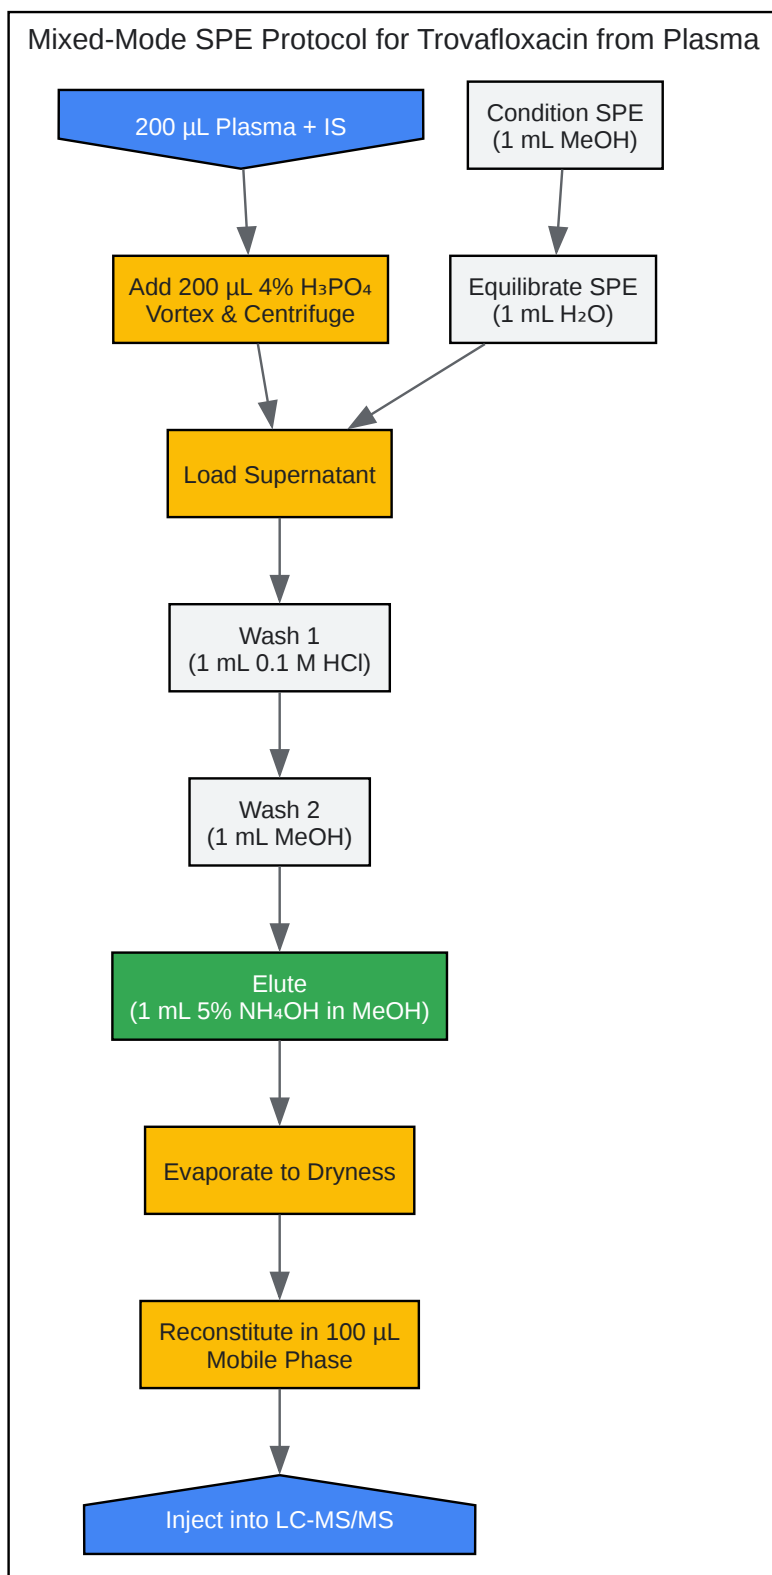 Mixed-Mode SPE Protocol for Trovafloxacin from Plasma
200 µL Plasma + IS
Condition SPE
(1 mL MeOH)
Add 200 µL 4% H₃PO₄
Vortex & Centrifuge
Equilibrate SPE
(1 mL H₂O)
Load Supernatant
Wash 1
(1 mL 0.1 M HCl)
Wash 2
(1 mL MeOH)
Elute
(1 mL 5% NH₄OH in MeOH)
Evaporate to Dryness
Reconstitute in 100 µL
Mobile Phase
Inject into LC-MS/MS